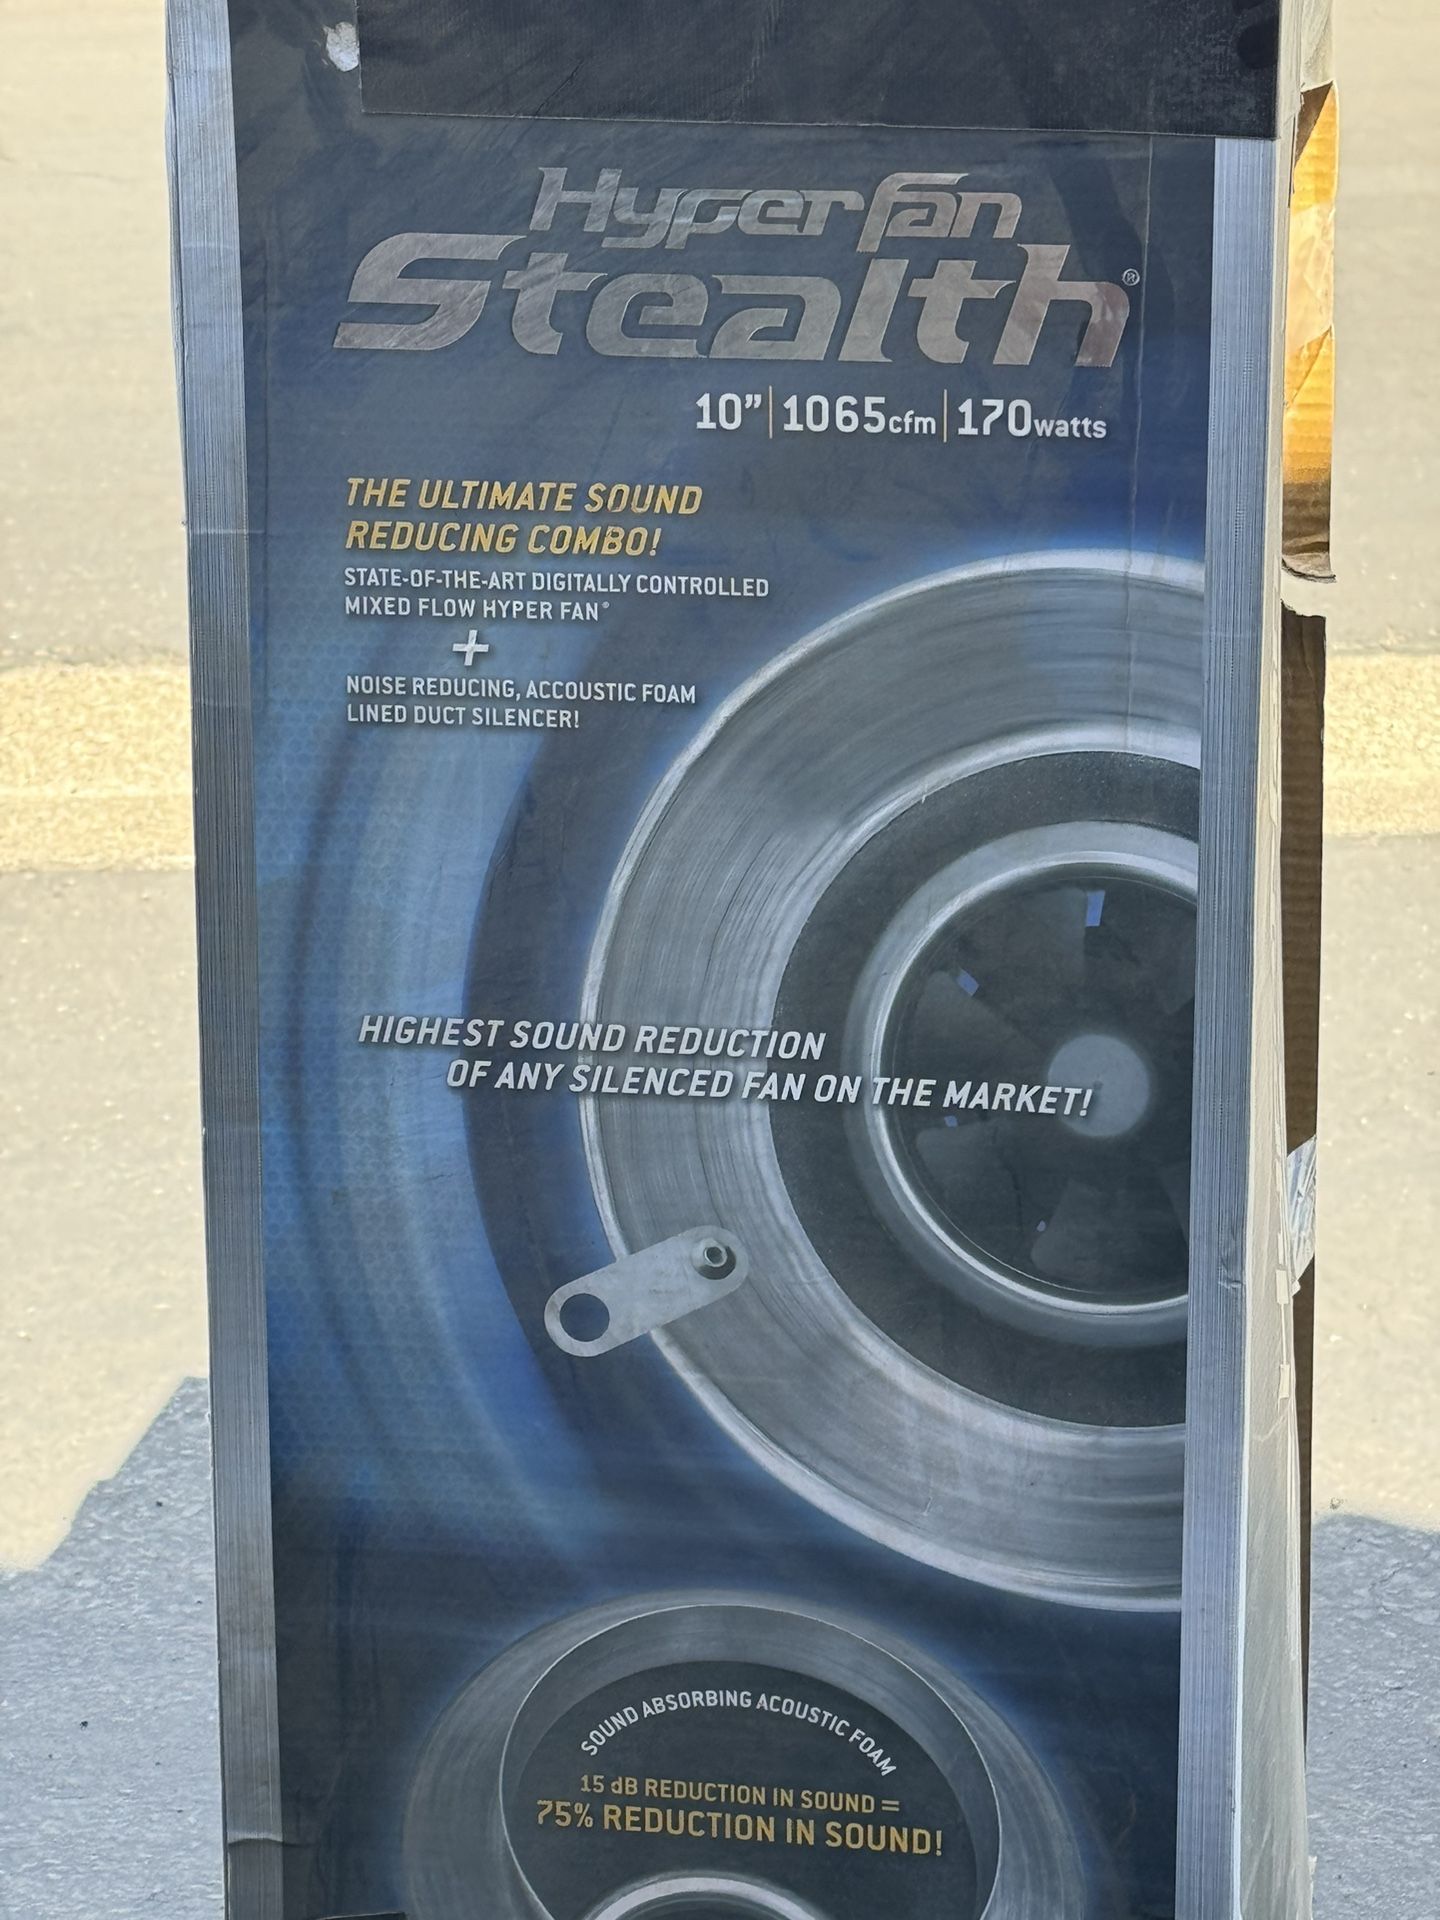 Hyper fan
Stealth®
10" | 1065cfm | 170watts
THE ULTIMATE SOUND
REDUCING COMBO!
STATE-OF-THE-ART DIGITALLY CONTROLLED
MIXED FLOW HYPER FAN®
+
NOISE REDUCING, ACCOUSTIC FOAM
LINED DUCT SILENCER!
HIGHEST SOUND REDUCTION
OF ANY SILENCED FAN ON THE MARKET!
SOUND ABSORBING ACOUSTIC FOAM
15 dB REDUCTION IN SOUND =
75% REDUCTION IN SOUND!